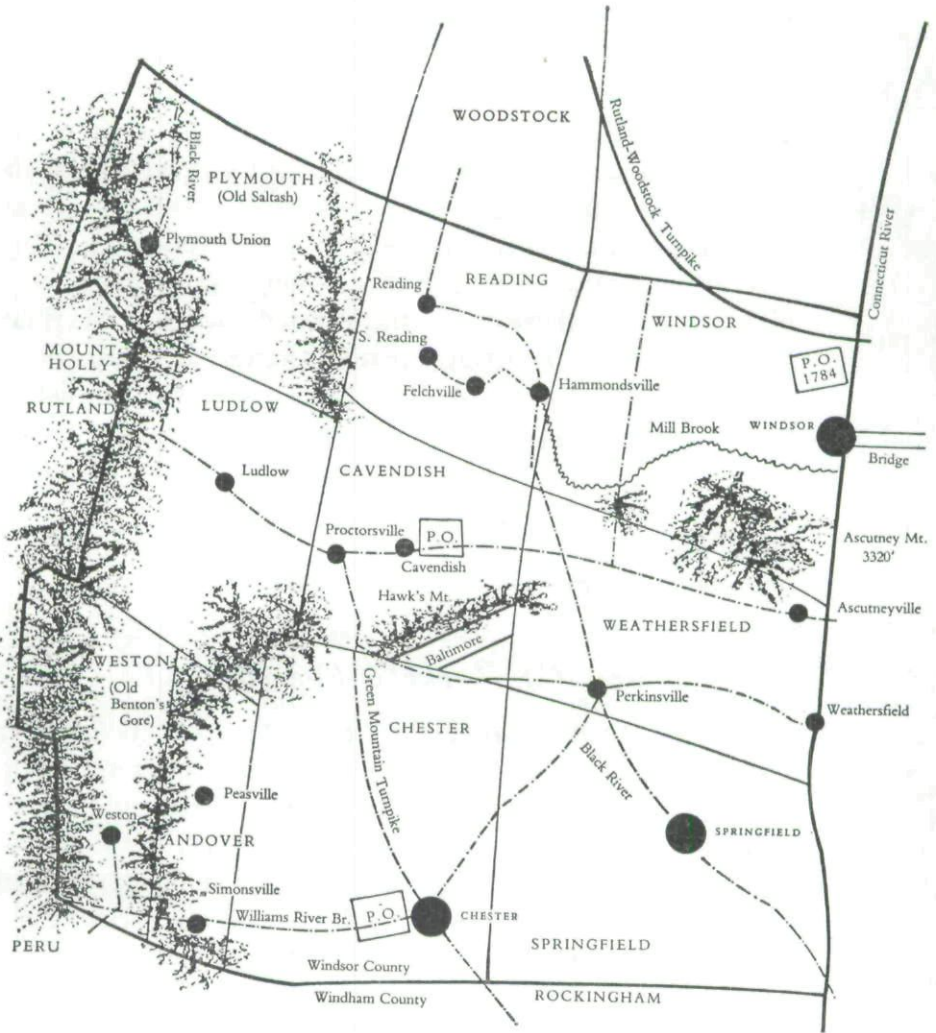 WOODSTOCK
Rutland-Woodstock Turnpike
Connecticut River
Black River
PLYMOUTH
(Old Saltash)
Plymouth Union
Reading
READING
WINDSOR
S. Reading
MOUNT
HOLLY
P.O.
1784
Felchville
Hammondsville
RUTLAND
LUDLOW
Mill Brook
WINDSOR
Bridge
Ludlow
CAVENDISH
Proctorsville
P.O.
Cavendish
Ascutney Mt.
3320'
Hawk's Mt.
Ascutneyville
Baltimore
WEATHERSFIELD
WESTON
(Old
Benton's
Gore)
Green Mountain Turnpike
Perkinsville
Weathersfield
CHESTER
Black River
Peasville
Weston
ANDOVER
SPRINGFIELD
Simonsville
Williams River Br.
P.O.
CHESTER
PERU
SPRINGFIELD
Windsor County
Windham County
ROCKINGHAM